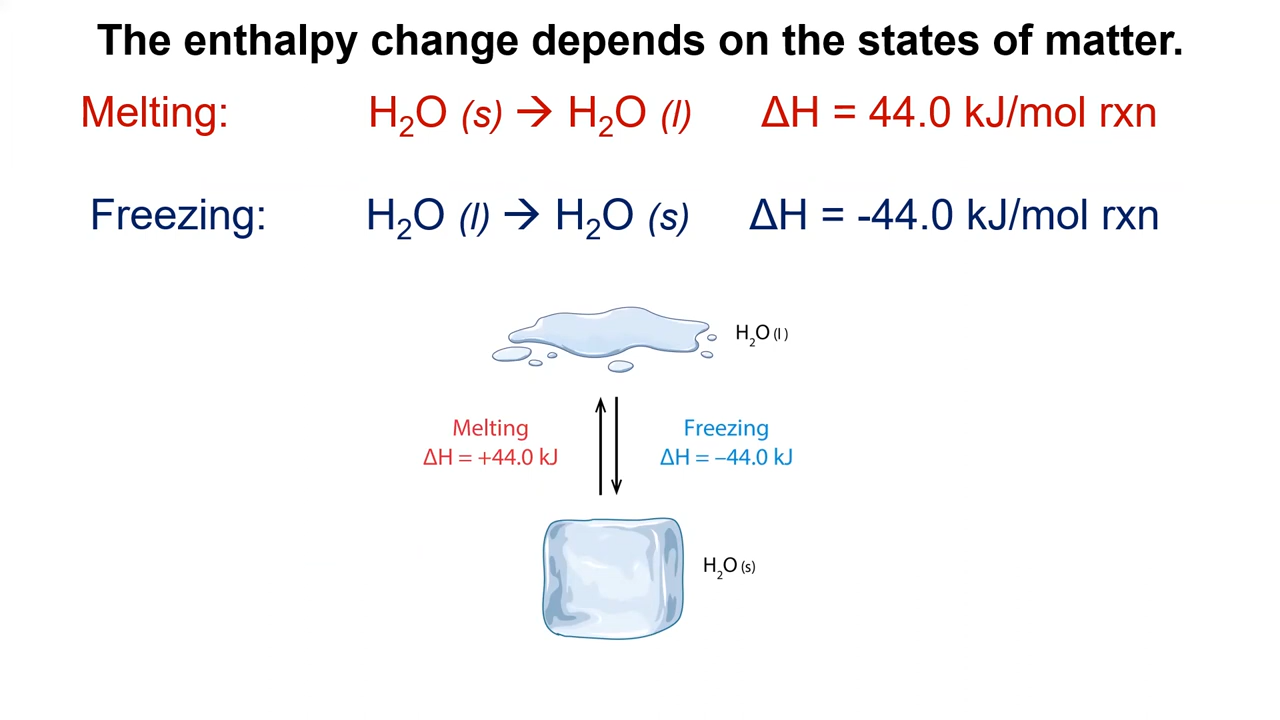 The enthalpy change depends on the states of matter.
Melting: H₂O (s) → H₂O (l) ΔH = 44.0 kJ/mol rxn
Freezing: H₂O (l) → H₂O (s) ΔH = -44.0 kJ/mol rxn
H₂O (l)
Melting
ΔH = +44.0 kJ
Freezing
ΔH = –44.0 kJ
H₂O (s)